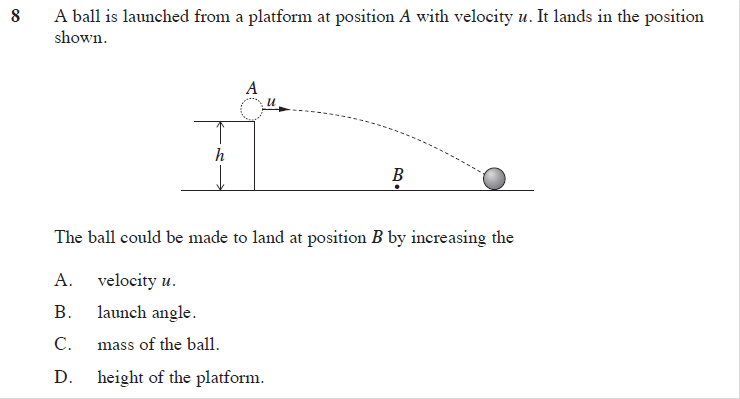 8 A ball is launched from a platform at position A with velocity u. It lands in the position
shown.
A
u
h
B
The ball could be made to land at position B by increasing the
A. velocity u.
B. launch angle.
C. mass of the ball.
D. height of the platform.